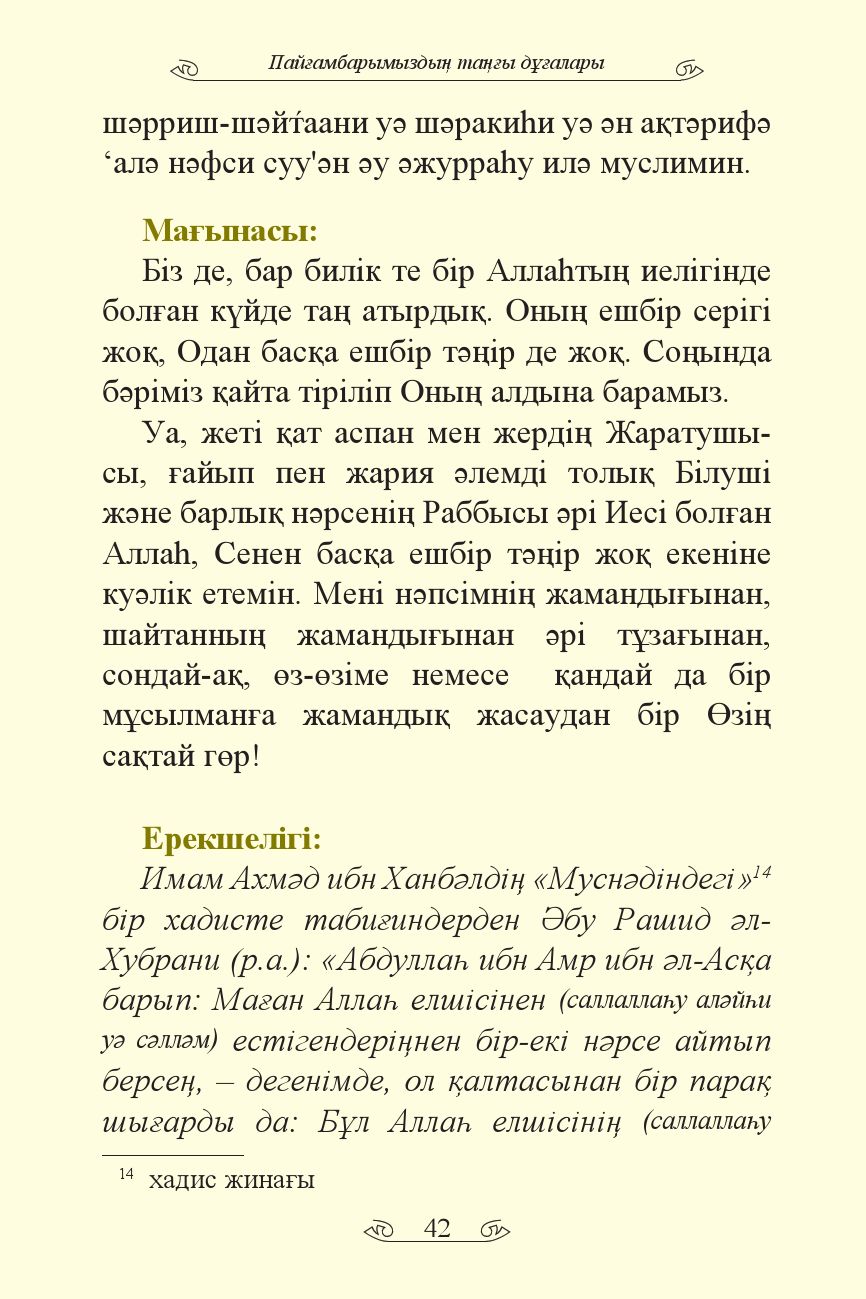 Пайғамбарымыздың таңғы дұғалары
шәрриш-шәйт́аани уә шәракиһи уә ән ақтәрифә
‘алә нәфси суу'ән әу әжурраһу илә муслимин.
Мағынасы:
Біз де, бар билік те бір Аллаһтың иелігінде
болған күйде таң атырдық. Оның ешбір серігі
жоқ, Одан басқа ешбір тәңір де жоқ. Соңында
бәріміз қайта тіріліп Оның алдына барамыз.
Уа, жеті қат аспан мен жердің Жаратушы-
сы, ғайып пен жария әлемді толық Білуші
және барлық нәрсенің Раббысы әрі Иесі болған
Аллаһ, Сенен басқа ешбір тәңір жоқ екеніне
куәлік етемін. Мені нәпсімнің жамандығынан,
шайтанның жамандығынан әрі тұзағынан,
сондай-ақ, өз-өзіме немесе қандай да бір
мұсылманға жамандық жасаудан бір Өзің
сақтай гөр!
Ерекшелігі:
Имам Ахмәд ибн Ханбәлдің «Муснәдіндегі»14
бір хадисте табиғиндерден Әбу Рашид әл-
Хубрани (р.а.): «Абдуллаһ ибн Амр ибн әл-Асқа
барып: Маған Аллаһ елшісінен (саллаллаһу аләйһи
уә сәлләм) естігендеріңнен бір-екі нәрсе айтып
берсең, – дегенімде, ол қалтасынан бір парақ
шығарды да: Бұл Аллаһ елшісінің (саллаллаһу
14 хадис жинағы
42